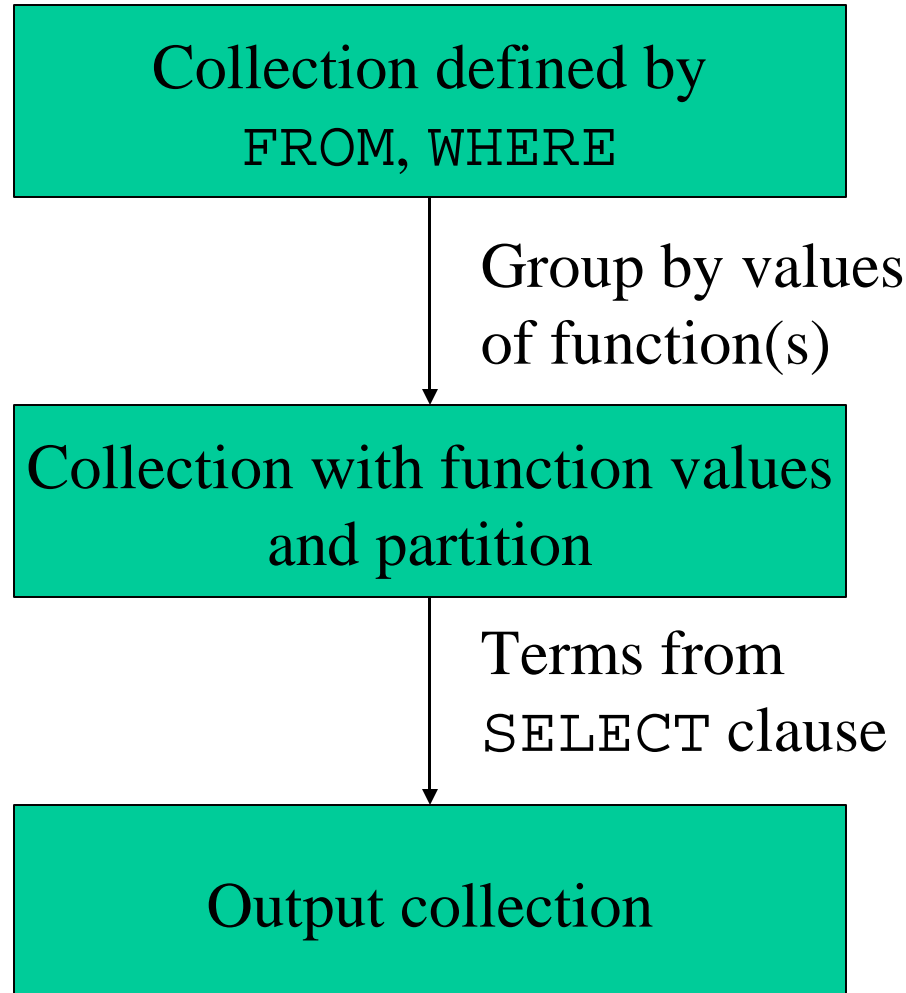 Collection defined by
FROM, WHERE
Group by values
of function(s)
Collection with function values
and partition
Terms from
SELECT clause
Output collection